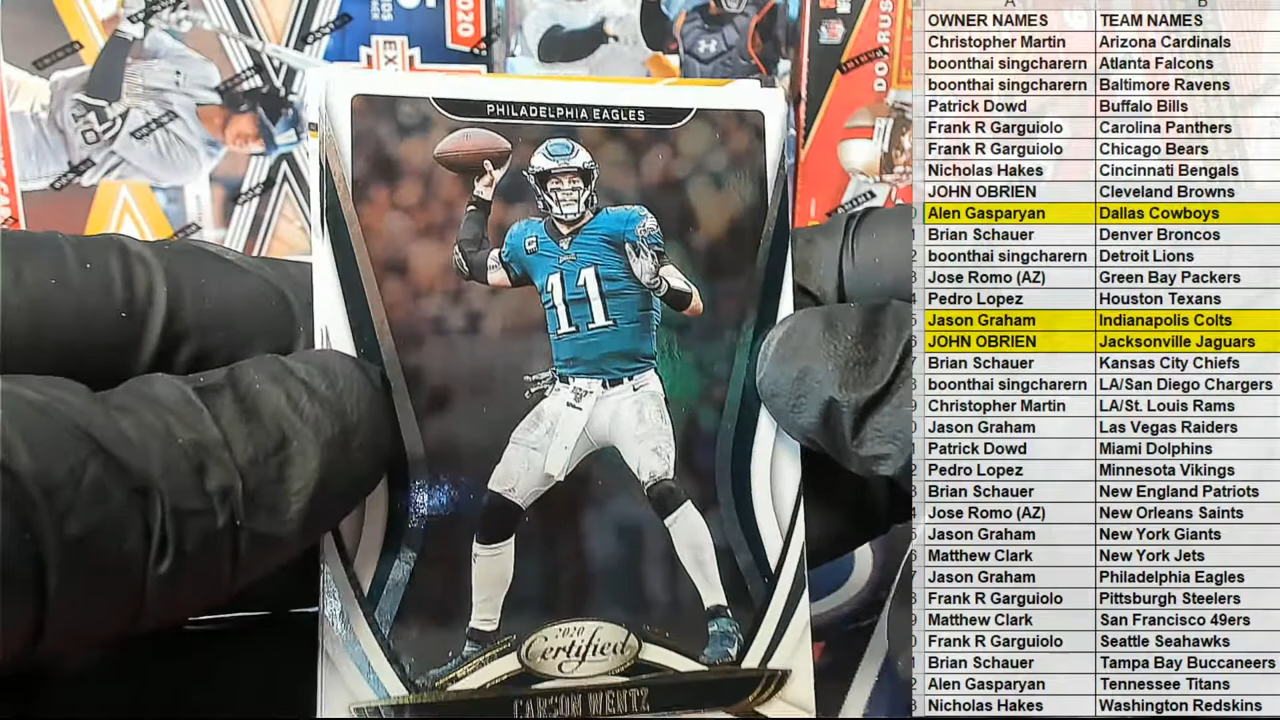 PHILADELPHIA EAGLES
11
2020
Certified
CARSON WENTZ
2020
EX
DORUS
PANINI
A
B
OWNER NAMES TEAM NAMES
Christopher Martin Arizona Cardinals
boonthai singcharern Atlanta Falcons
boonthai singcharern Baltimore Ravens
Patrick Dowd Buffalo Bills
Frank R Garguiolo Carolina Panthers
Frank R Garguiolo Chicago Bears
Nicholas Hakes Cincinnati Bengals
JOHN OBRIEN Cleveland Browns
Alen Gasparyan Dallas Cowboys
Brian Schauer Denver Broncos
boonthai singcharern Detroit Lions
Jose Romo (AZ) Green Bay Packers
Pedro Lopez Houston Texans
Jason Graham Indianapolis Colts
JOHN OBRIEN Jacksonville Jaguars
Brian Schauer Kansas City Chiefs
boonthai singcharern LA/San Diego Chargers
Christopher Martin LA/St. Louis Rams
Jason Graham Las Vegas Raiders
Patrick Dowd Miami Dolphins
Pedro Lopez Minnesota Vikings
Brian Schauer New England Patriots
Jose Romo (AZ) New Orleans Saints
Jason Graham New York Giants
Matthew Clark New York Jets
Jason Graham Philadelphia Eagles
Frank R Garguiolo Pittsburgh Steelers
Matthew Clark San Francisco 49ers
Frank R Garguiolo Seattle Seahawks
Brian Schauer Tampa Bay Buccaneers
Alen Gasparyan Tennessee Titans
Nicholas Hakes Washington Redskins